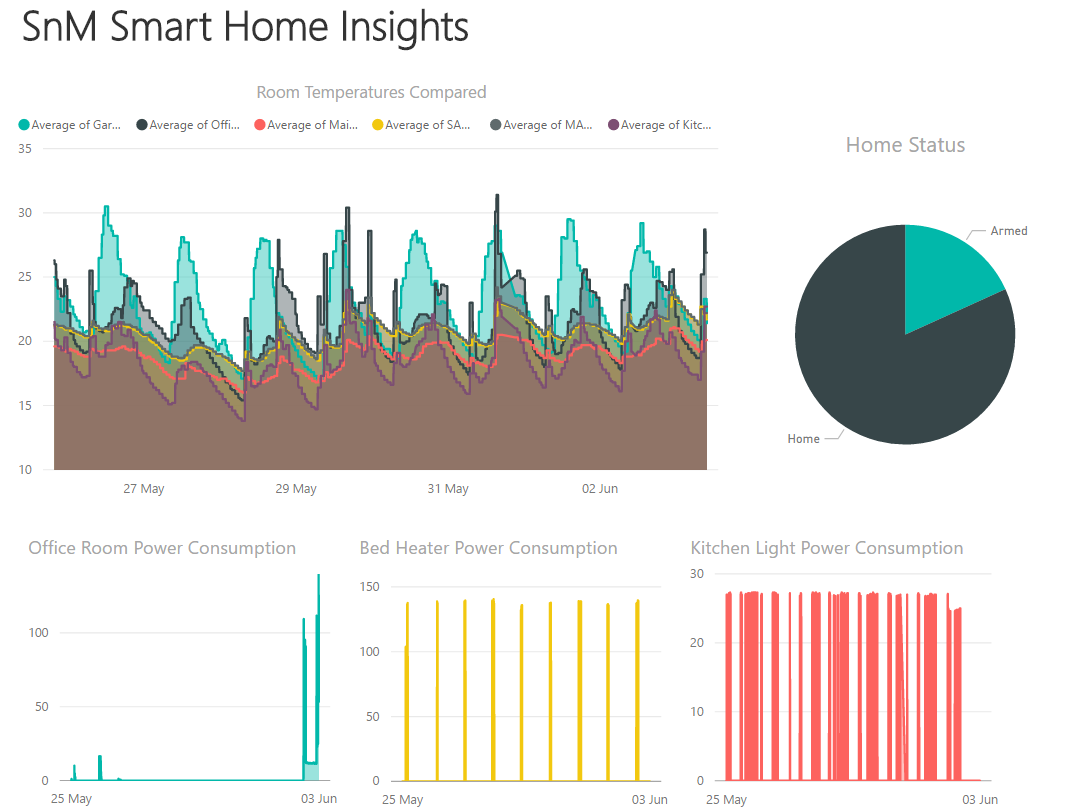 SnM Smart Home Insights
Room Temperatures Compared
Average of Gar... Average of Offi... Average of Mai... Average of SA... Average of MA... Average of Kitc...
35
30
25
20
15
10
27 May 29 May 31 May 02 Jun
Home Status
Armed
Home
Office Room Power Consumption
100
50
0
25 May 03 Jun
Bed Heater Power Consumption
150
100
50
0
25 May 03 Jun
Kitchen Light Power Consumption
30
20
10
0
25 May 03 Jun